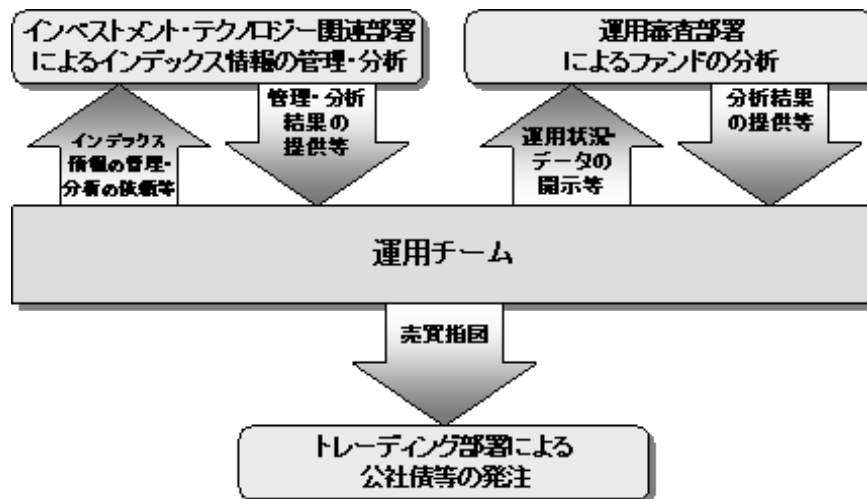 インベストメント・テクノロジー関連部署
によるインデックス情報の管理・分析
運用審査部署
によるファンドの分析
インデックス
情報の管理・
分析の依頼等
管理・分析
結果の
提供等
運用状況・
データの
開示等
分析結果
の提供等
運用チーム
売買指図
トレーディング部署による
公社債等の発注